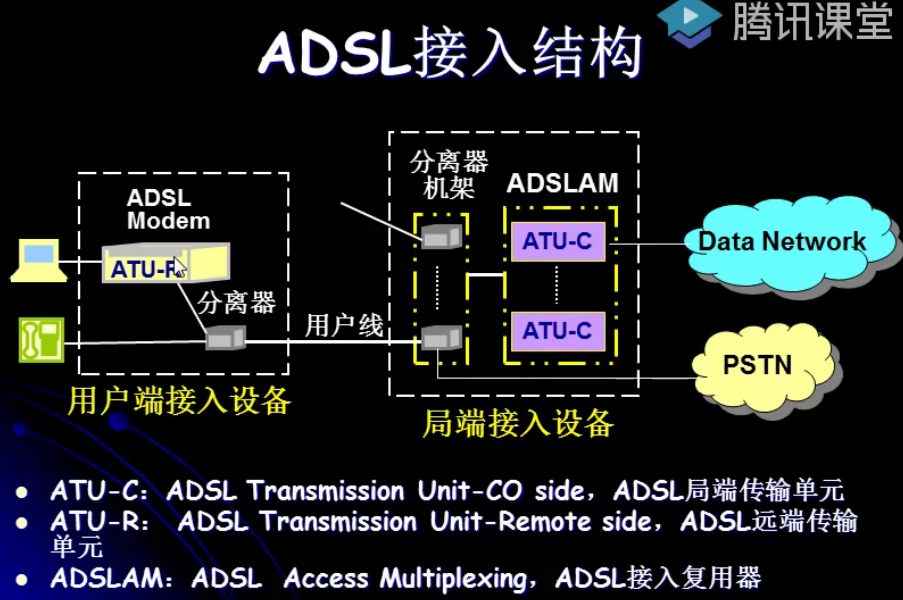 腾讯课堂
ADSL接入结构
分离器
机架
ADSLAM
ADSL
Modem
ATU-C
Data Network
ATU-R
分离器
用户线
ATU-C
PSTN
用户端接入设备
局端接入设备
ATU-C：ADSL Transmission Unit-CO side，ADSL局端传输单元
ATU-R： ADSL Transmission Unit-Remote side，ADSL远端传输
单元
ADSLAM：ADSL Access Multiplexing，ADSL接入复用器